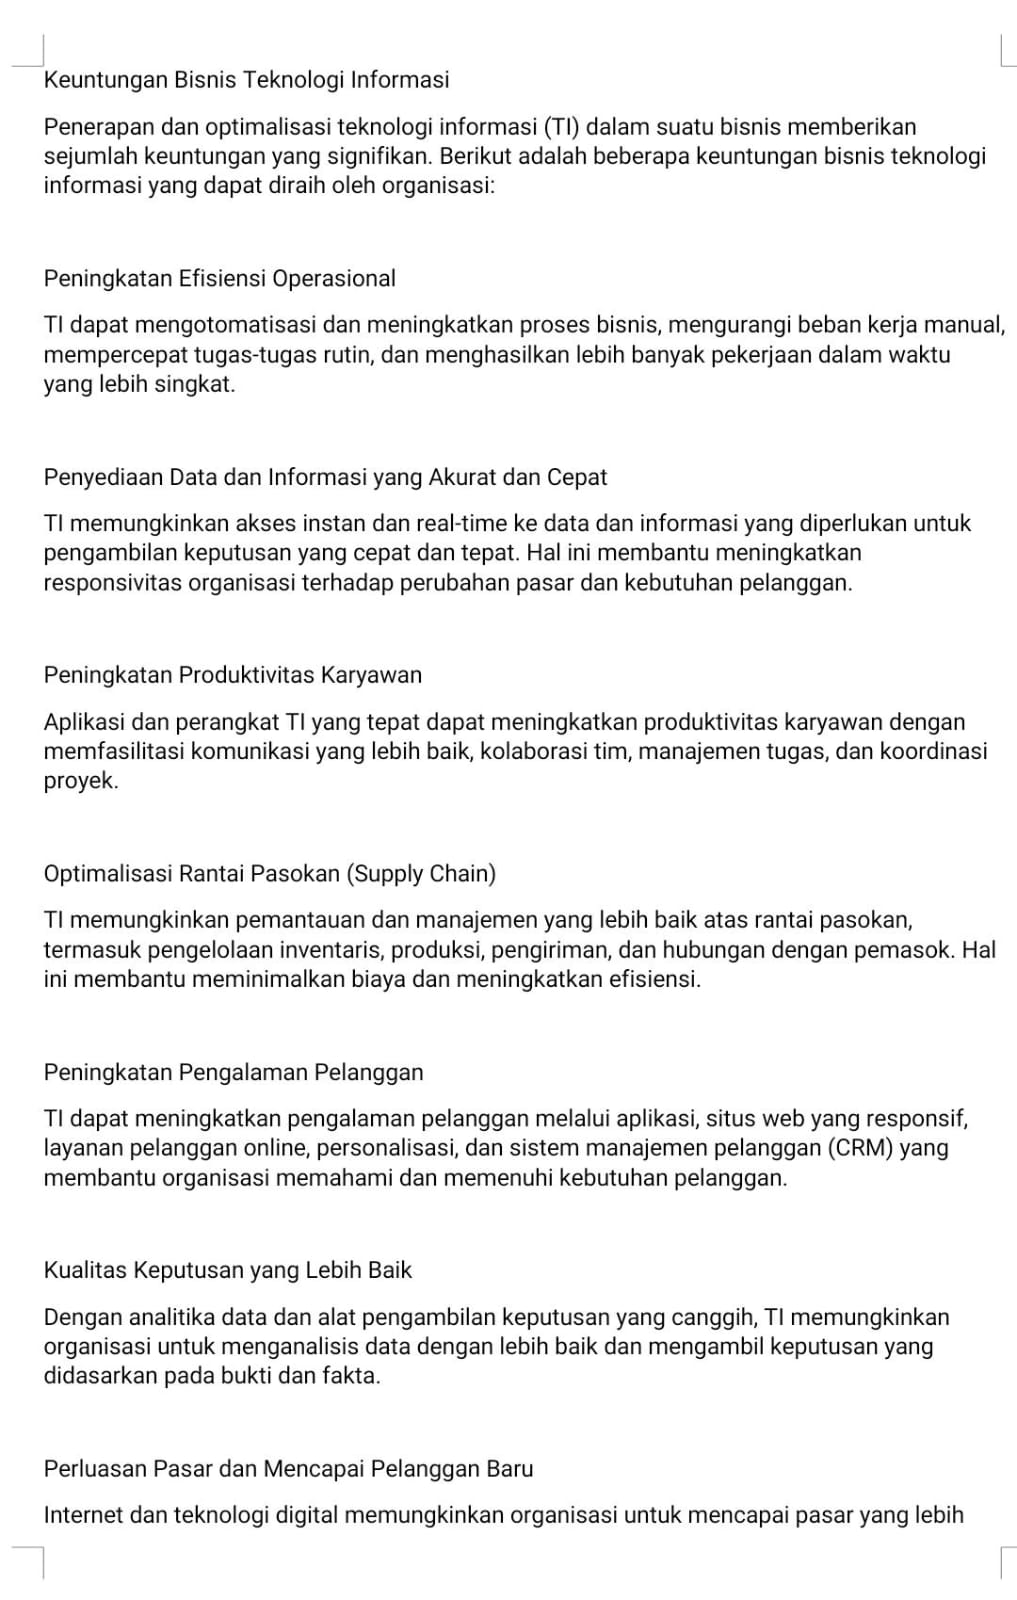 Keuntungan Bisnis Teknologi Informasi
Penerapan dan optimalisasi teknologi informasi (TI) dalam suatu bisnis memberikan
sejumlah keuntungan yang signifikan. Berikut adalah beberapa keuntungan bisnis teknologi
informasi yang dapat diraih oleh organisasi:
Peningkatan Efisiensi Operasional
TI dapat mengotomatisasi dan meningkatkan proses bisnis, mengurangi beban kerja manual,
mempercepat tugas-tugas rutin, dan menghasilkan lebih banyak pekerjaan dalam waktu
yang lebih singkat.
Penyediaan Data dan Informasi yang Akurat dan Cepat
TI memungkinkan akses instan dan real-time ke data dan informasi yang diperlukan untuk
pengambilan keputusan yang cepat dan tepat. Hal ini membantu meningkatkan
responsivitas organisasi terhadap perubahan pasar dan kebutuhan pelanggan.
Peningkatan Produktivitas Karyawan
Aplikasi dan perangkat TI yang tepat dapat meningkatkan produktivitas karyawan dengan
memfasilitasi komunikasi yang lebih baik, kolaborasi tim, manajemen tugas, dan koordinasi
proyek.
Optimalisasi Rantai Pasokan (Supply Chain)
TI memungkinkan pemantauan dan manajemen yang lebih baik atas rantai pasokan,
termasuk pengelolaan inventaris, produksi, pengiriman, dan hubungan dengan pemasok. Hal
ini membantu meminimalkan biaya dan meningkatkan efisiensi.
Peningkatan Pengalaman Pelanggan
TI dapat meningkatkan pengalaman pelanggan melalui aplikasi, situs web yang responsif,
layanan pelanggan online, personalisasi, dan sistem manajemen pelanggan (CRM) yang
membantu organisasi memahami dan memenuhi kebutuhan pelanggan.
Kualitas Keputusan yang Lebih Baik
Dengan analitika data dan alat pengambilan keputusan yang canggih, TI memungkinkan
organisasi untuk menganalisis data dengan lebih baik dan mengambil keputusan yang
didasarkan pada bukti dan fakta.
Perluasan Pasar dan Mencapai Pelanggan Baru
Internet dan teknologi digital memungkinkan organisasi untuk mencapai pasar yang lebih